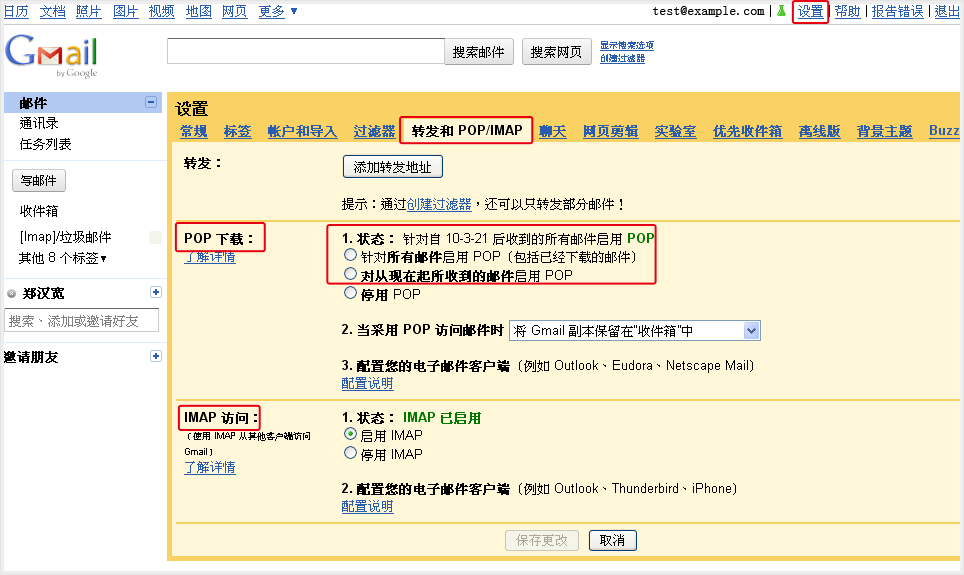 日历 文档 照片 图片 视频 地图 网页 更多 ▼
test@example.com | 设置 | 帮助 | 报告错误 | 退出
Gmail
by Google
搜索邮件 搜索网页 显示搜索选项
创建过滤器
邮件
通讯录
任务列表
写邮件
收件箱
[Imap]/垃圾邮件
其他 8 个标签▼
郑汉宽
搜索、添加或邀请好友
邀请朋友
设置
常规 标签 帐户和导入 过滤器 转发和 POP/IMAP 聊天 网页剪辑 实验室 优先收件箱 离线版 背景主题 Buzz
转发：
添加转发地址
提示：通过创建过滤器，还可以只转发部分邮件！
POP 下载：
了解详情
1. 状态： 针对自 10-3-21 后收到的所有邮件启用 POP
针对所有邮件启用 POP（包括已经下载的邮件）
对从现在起所收到的邮件启用 POP
停用 POP
2. 当采用 POP 访问邮件时 将 Gmail 副本保留在"收件箱"中
3. 配置您的电子邮件客户端（例如 Outlook、Eudora、Netscape Mail）
配置说明
IMAP 访问：
（使用 IMAP 从其他客户端访问
Gmail）
了解详情
1. 状态： IMAP 已启用
启用 IMAP
停用 IMAP
2. 配置您的电子邮件客户端（例如 Outlook、Thunderbird、iPhone）
配置说明
保存更改 取消